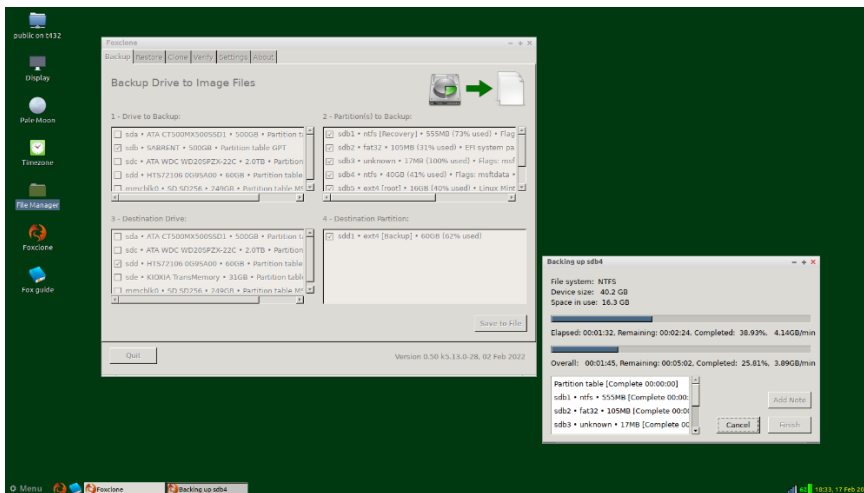 public on t432
Display
Pale Moon
Timezone
File Manager
Foxclone
Fox guide
Foxclone
Backup Restore Clone Verify Settings About
Backup Drive to Image Files
1 - Drive to Backup:
sda • ATA CT500MX500SSD1 • 500GB • Partition t
sdb • SABRENT • 500GB • Partition table GPT
sdc • ATA WDC WD20SPZX-22C • 2.0TB • Partition
sdd • HTS72106 0G9SA00 • 60GB • Partition table
mmcblk0 • SD SD256 • 249GB • Partition table MS
2 - Partition(s) to Backup:
sdb1 • ntfs [Recovery] • 555MB (73% used) • Flag
sdb2 • fat32 • 105MB (31% used) • EFI system pa
sdb3 • unknown • 17MB (100% used) • Flags: msf
sdb4 • ntfs • 40GB (41% used) • Flags: msftdata •
sdb5 • ext4 [root] • 16GB (40% used) • Linux Mint
3 - Destination Drive:
sda • ATA CT500MX500SSD1 • 500GB • Partition t
sdc • ATA WDC WD20SPZX-22C • 2.0TB • Partition
sdd • HTS72106 0G9SA00 • 60GB • Partition table
sde • KIOXIA TransMemory • 31GB • Partition tabl
mmcblk0 • SD SD256 • 249GB • Partition table MS
4 - Destination Partition:
sdd1 • ext4 [Backup] • 60GB (62% used)
Save to File
Quit
Version 0.50 k5.13.0-28, 02 Feb 2022
Backing up sdb4
File system: NTFS
Device size: 40.2 GB
Space in use: 16.3 GB
Elapsed: 00:01:32, Remaining: 00:02:24, Completed: 38.93%, 4.14GB/min
Overall: 00:01:45, Remaining: 00:05:02, Completed: 25.81%, 3.89GB/min
Partition table [Complete 00:00:00]
sdb1 • ntfs • 555MB [Complete 00:00:
sdb2 • fat32 • 105MB [Complete 00:00
sdb3 • unknown • 17MB [Complete 00
Add Note
Cancel
Finish
Menu
Foxclone
Backing up sdb4
18:33, 17 Feb 20